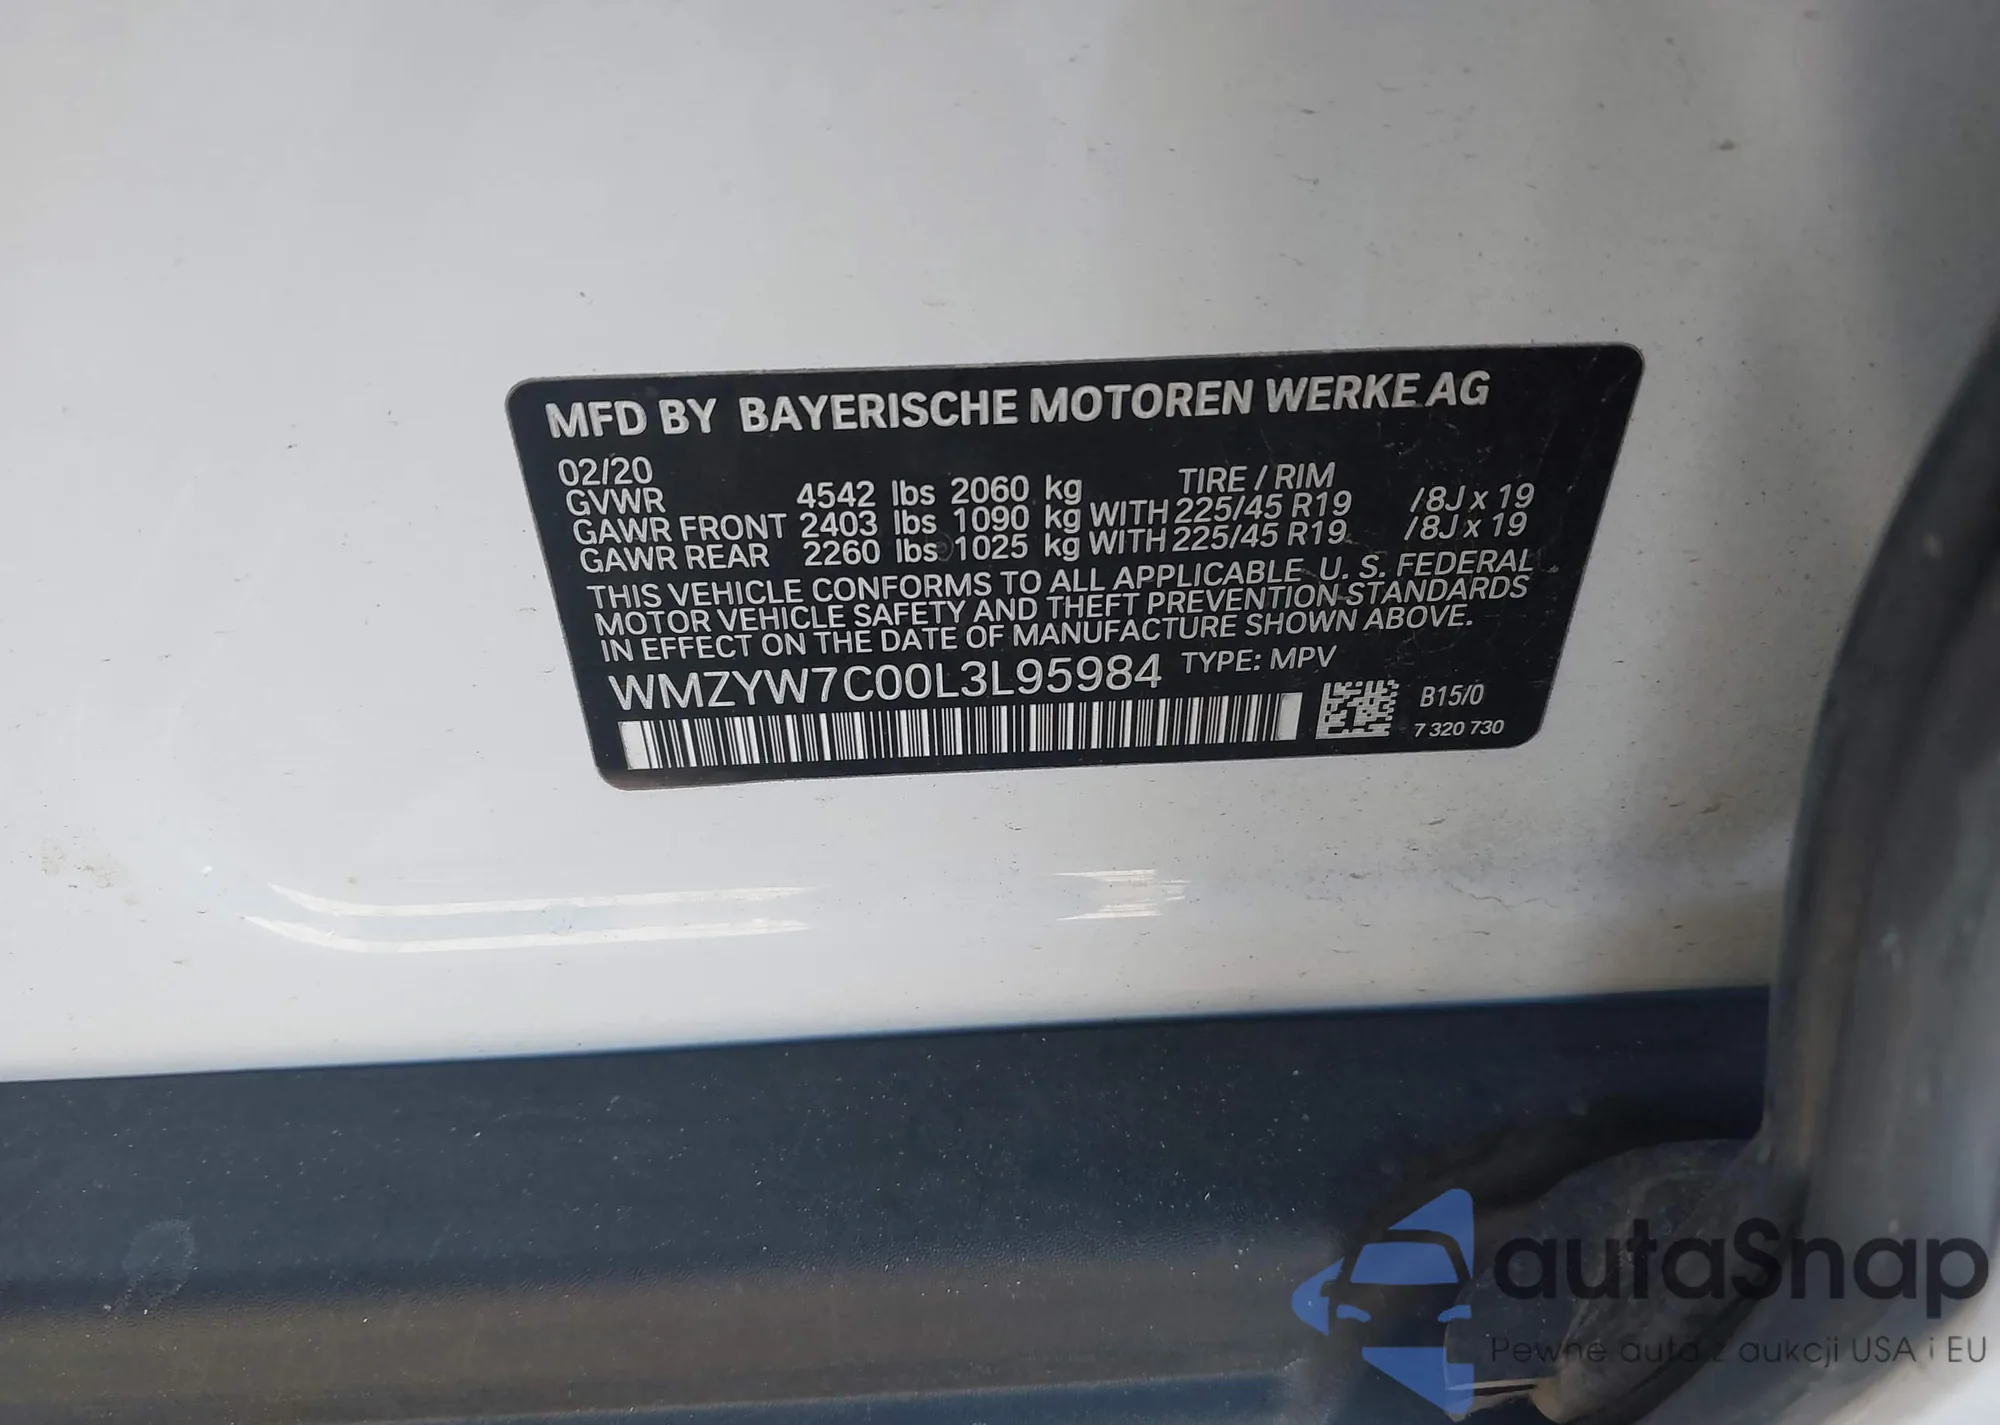 MFD BY BAYERISCHE MOTOREN WERKE AG
02/20
GVWR 4542 lbs 2060 kg TIRE / RIM
GAWR FRONT 2403 lbs 1090 kg WITH 225/45 R19 /8J x 19
GAWR REAR 2260 lbs 1025 kg WITH 225/45 R19 /8J x 19
THIS VEHICLE CONFORMS TO ALL APPLICABLE U. S. FEDERAL
MOTOR VEHICLE SAFETY AND THEFT PREVENTION STANDARDS
IN EFFECT ON THE DATE OF MANUFACTURE SHOWN ABOVE.
WMZYW7C00L3L95984 TYPE: MPV
B15/0
7 320 730
autaSnap
Pewne auta z aukcji USA i EU